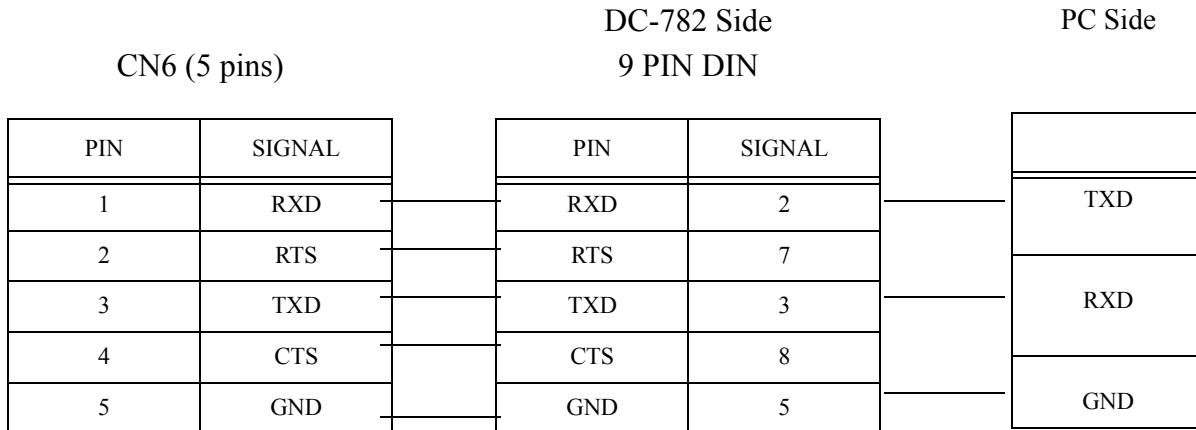 DC-782 Side PC Side
CN6 (5 pins) 9 PIN DIN
PIN SIGNAL PIN SIGNAL
1 RXD RXD 2 TXD
2 RTS RTS 7
3 TXD TXD 3 RXD
4 CTS CTS 8
5 GND GND 5 GND